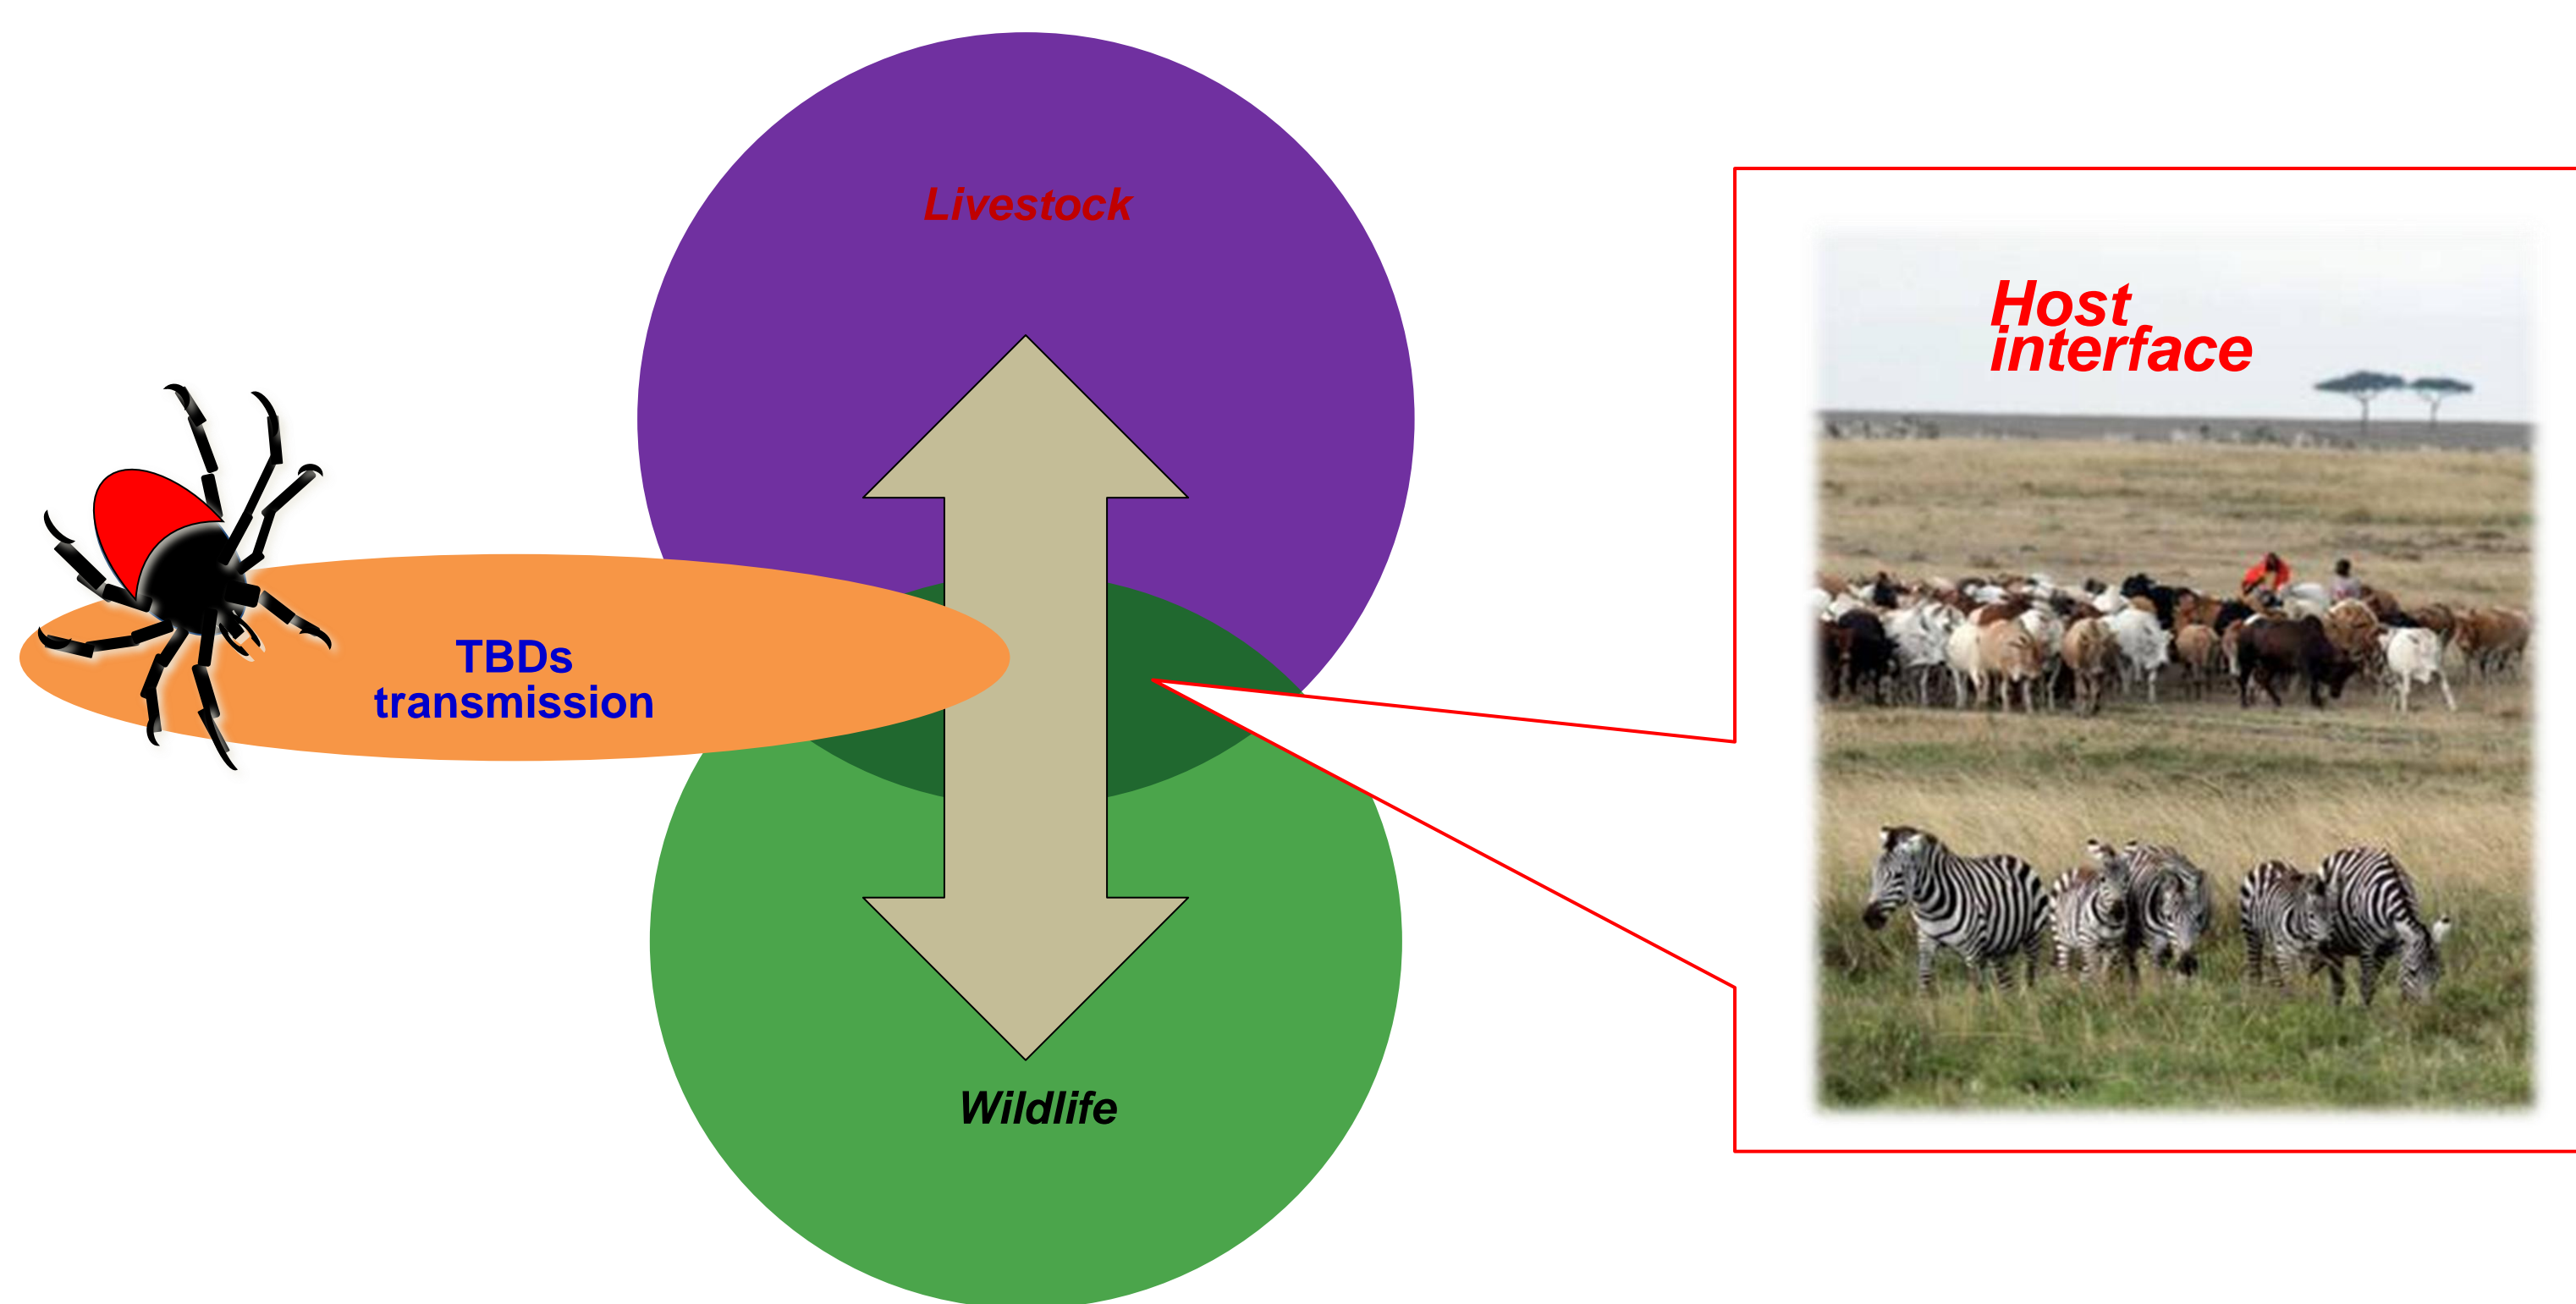 Livestock
Host
interface
TBDs
transmission
Wildlife